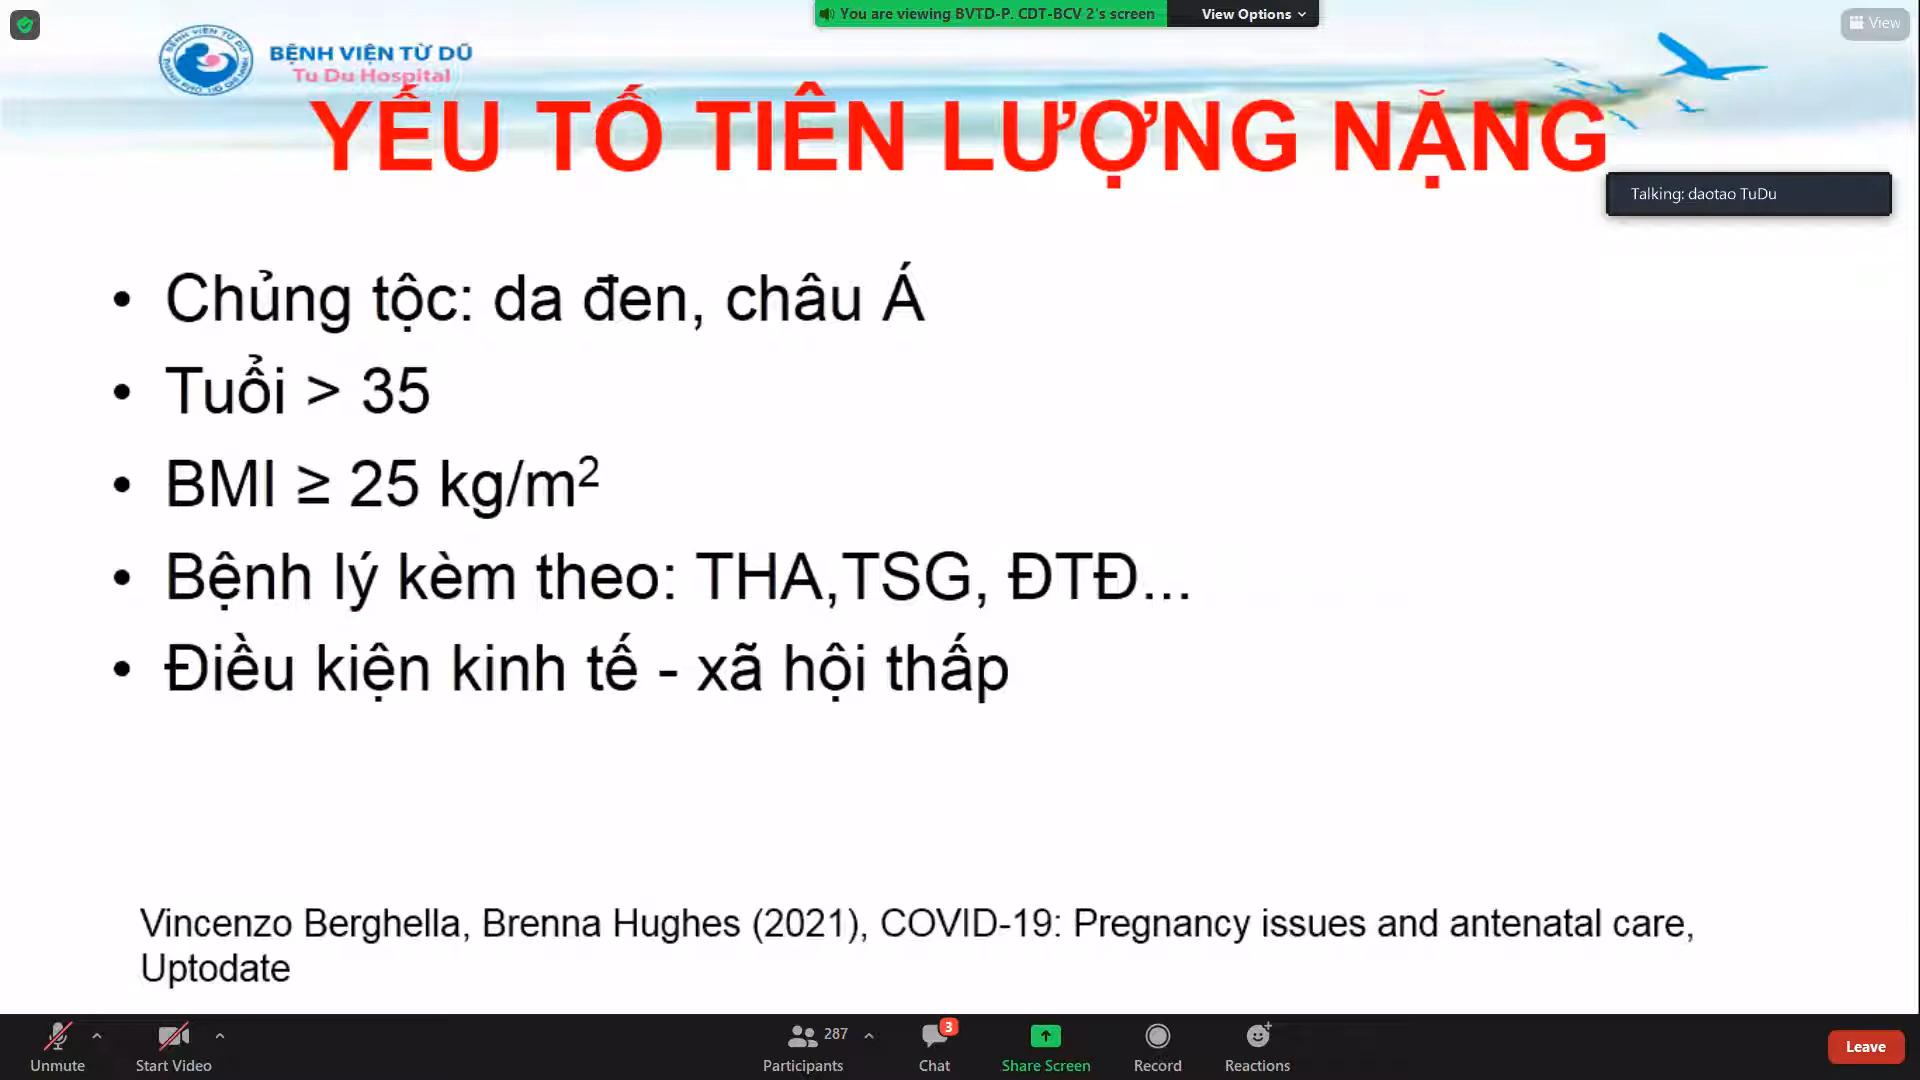 You are viewing BVTD-P. CDT-BCV 2's screen
View Options
View
BỆNH VIỆN TỪ DŨ
Tu Du Hospital
YẾU TỐ TIÊN LƯỢNG NẶNG
Talking: daotao TuDu
• Chủng tộc: da đen, châu Á
• Tuổi > 35
• BMI ≥ 25 kg/m²
• Bệnh lý kèm theo: THA,TSG, ĐTĐ...
• Điều kiện kinh tế - xã hội thấp
Vincenzo Berghella, Brenna Hughes (2021), COVID-19: Pregnancy issues and antenatal care,
Uptodate
287
3
Unmute
Start Video
Participants
Chat
Share Screen
Record
Reactions
Leave